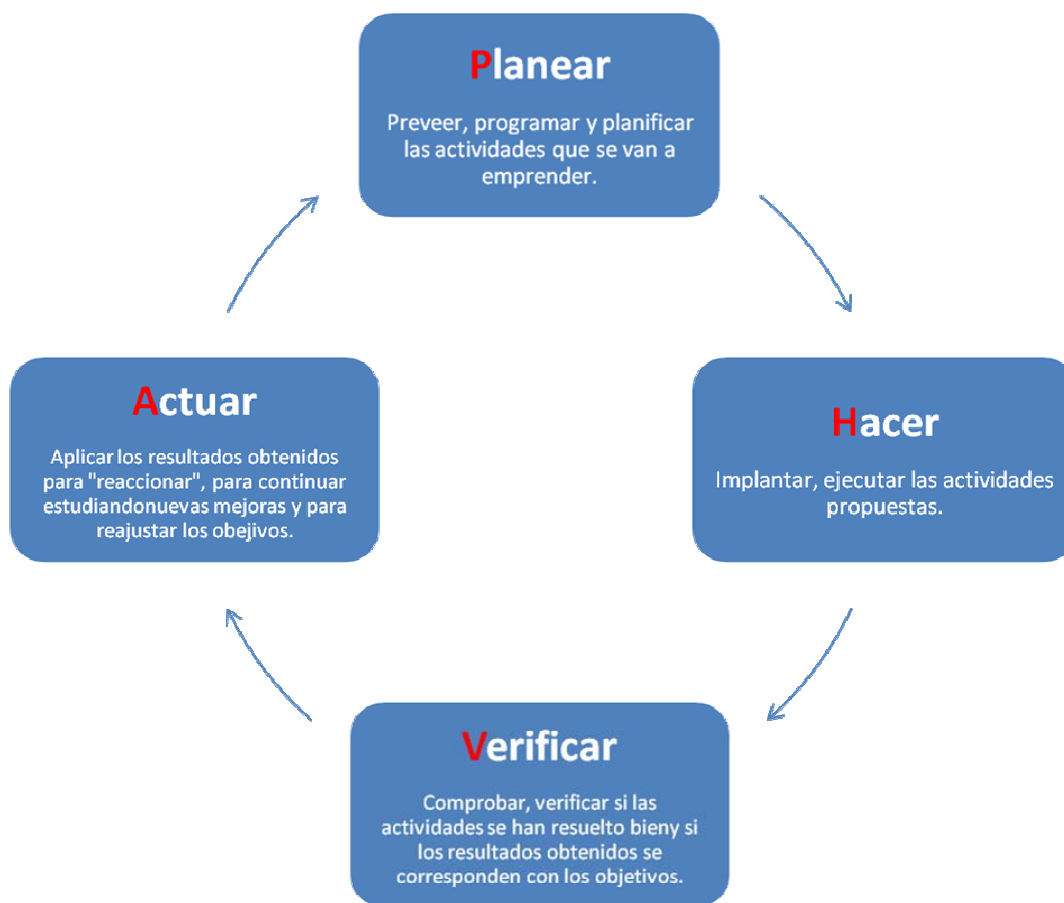 Planear
Preveer, programar y planificar
las actividades que se van a
emprender.
Actuar
Aplicar los resultados obtenidos
para "reaccionar", para continuar
estudiandonuevas mejoras y para
reajustar los obejivos.
Hacer
Implantar, ejecutar las actividades
propuestas.
Verificar
Comprobar, verificar si las
actividades se han resuelto bieny si
los resultados obtenidos se
corresponden con los objetivos.